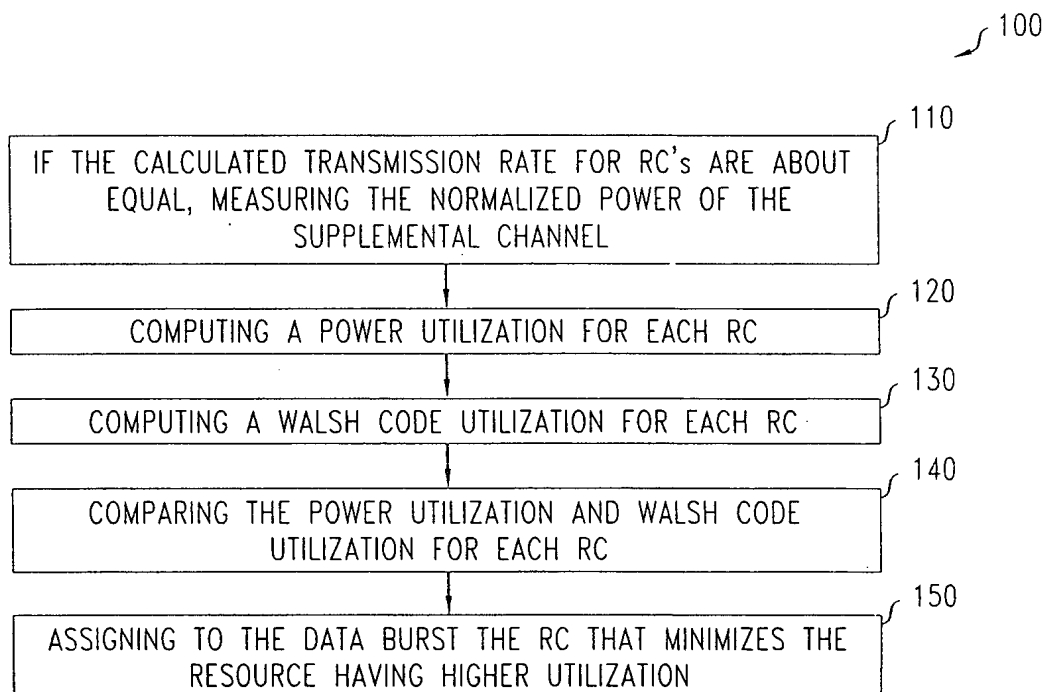 100
110
IF THE CALCULATED TRANSMISSION RATE FOR RC's ARE ABOUT
EQUAL, MEASURING THE NORMALIZED POWER OF THE
SUPPLEMENTAL CHANNEL
120
COMPUTING A POWER UTILIZATION FOR EACH RC
130
COMPUTING A WALSH CODE UTILIZATION FOR EACH RC
140
COMPARING THE POWER UTILIZATION AND WALSH CODE
UTILIZATION FOR EACH RC
150
ASSIGNING TO THE DATA BURST THE RC THAT MINIMIZES THE
RESOURCE HAVING HIGHER UTILIZATION